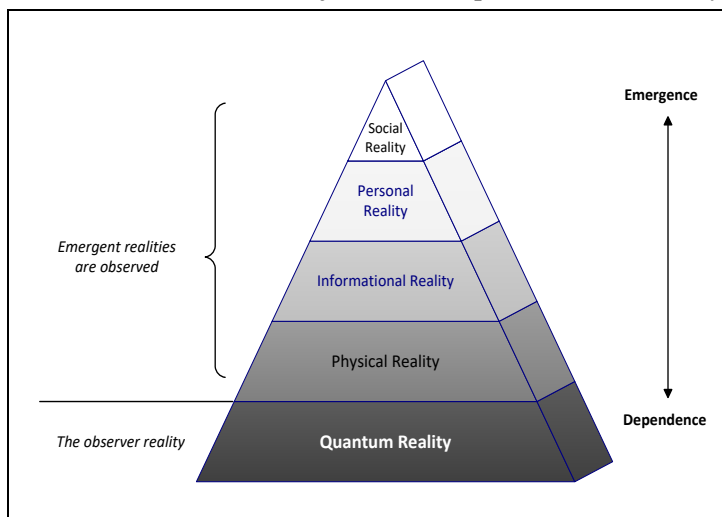 Emergence
Social
Reality
Personal
Reality
Emergent realities
are observed
Informational Reality
Physical Reality
Dependence
The observer reality
Quantum Reality